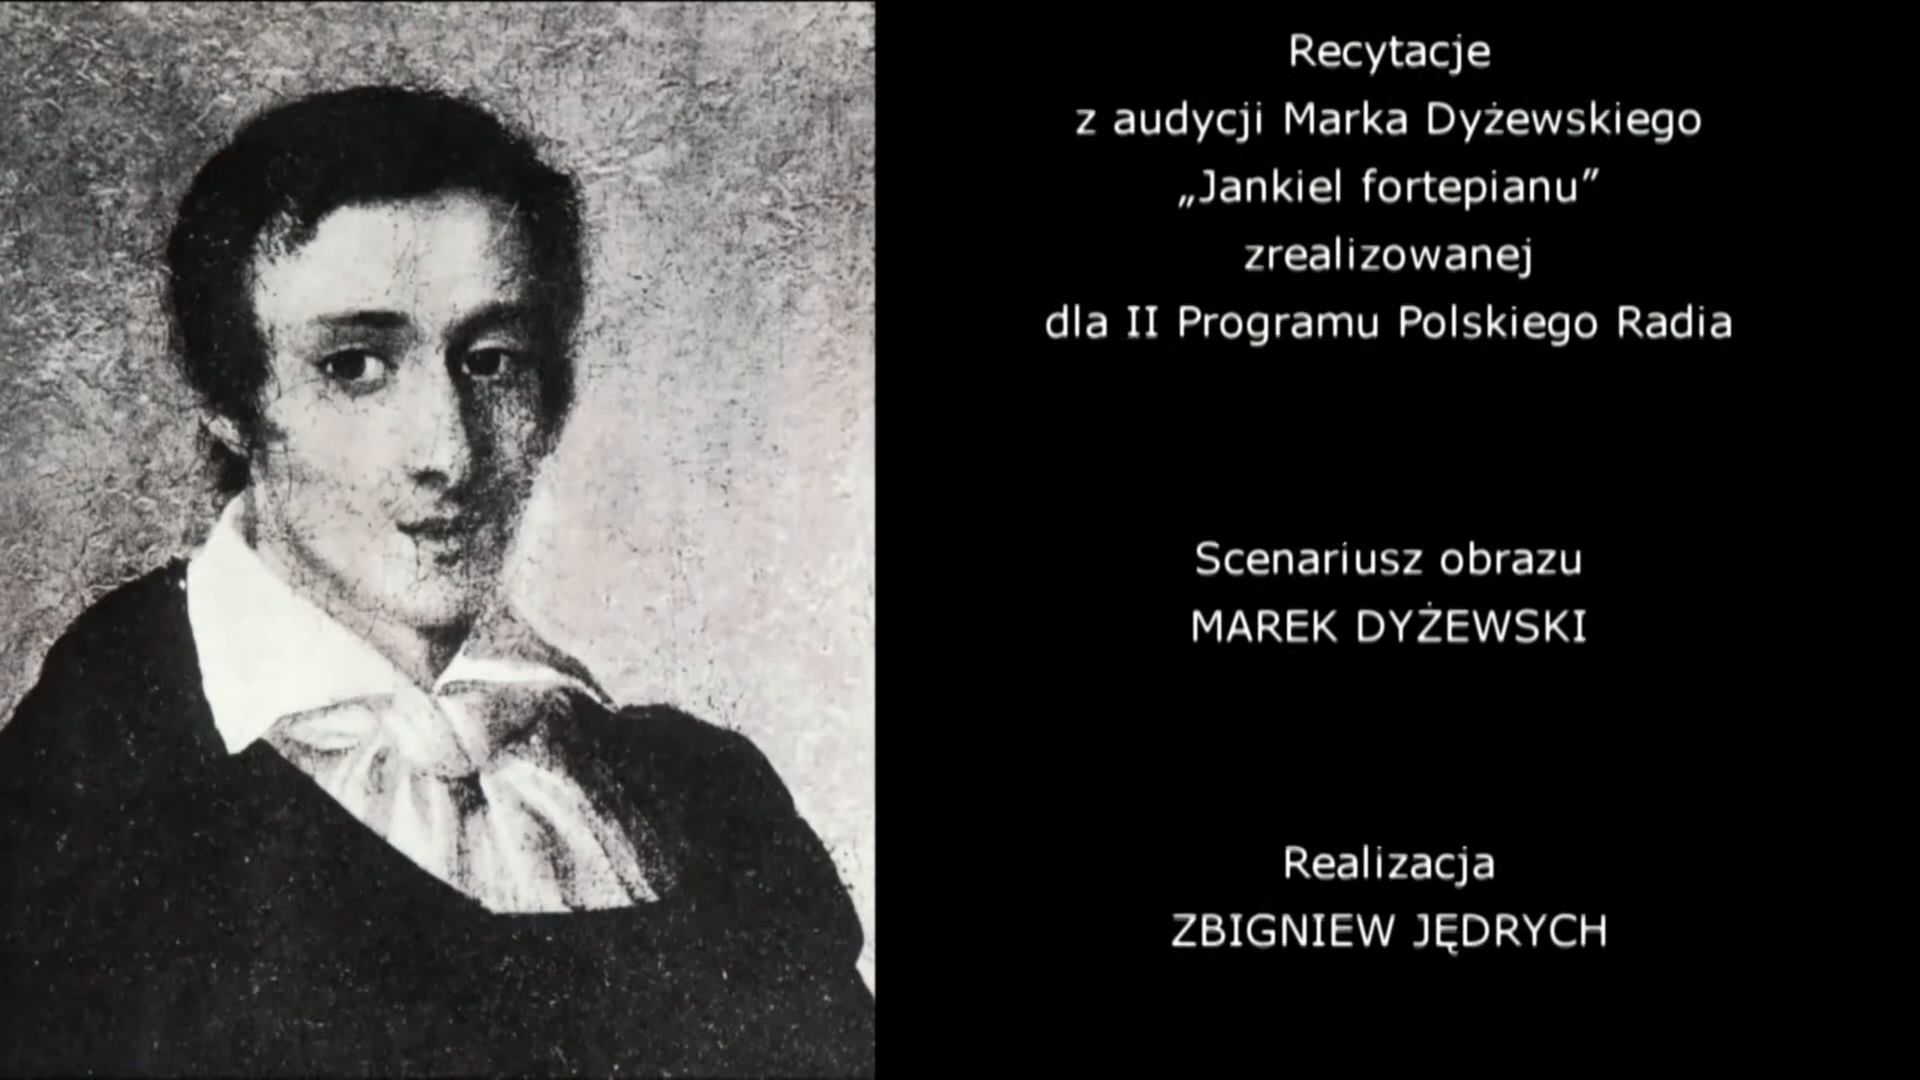 Recytacje
z audycji Marka Dyżewskiego
„Jankiel fortepianu”
zrealizowanej
dla II Programu Polskiego Radia
Scenariusz obrazu
MAREK DYŻEWSKI
Realizacja
ZBIGNIEW JĘDRYCH